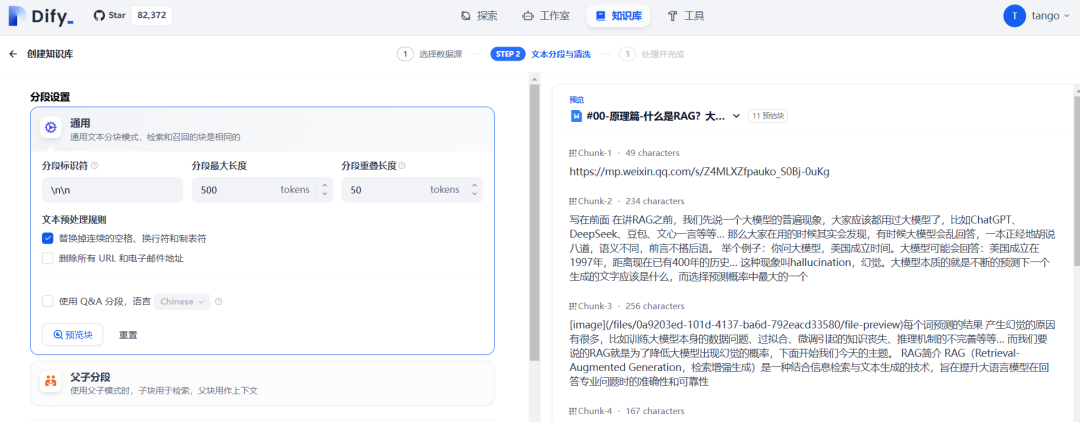 Dify_
Star 82,372
探索
工作室
知识库
工具
T tango
创建知识库
1 选择数据源
STEP 2 文本分段与清洗
3 处理并完成
分段设置
通用
通用文本分块模式，检索和召回的块是相同的
分段标识符 分段最大长度 分段重叠长度
\n\n 500 tokens 50 tokens
文本预处理规则
替换掉连续的空格、换行符和制表符
删除所有 URL 和电子邮件地址
使用 Q&A 分段，语言 Chinese
预览块 重置
父子分段
使用父子模式时，子块用于检索，父块用作上下文
预览
#00-原理篇-什么是RAG？大... 11 预估块
Chunk-1 · 49 characters
https://mp.weixin.qq.com/s/Z4MLXZfpauko_S0Bj-0uKg
Chunk-2 · 234 characters
写在前面 在讲RAG之前，我们先说一个大模型的普遍现象，大家应该都用过大模型了，比如ChatGPT、
DeepSeek、豆包、文心一言等等... 那么大家在用的时候其实会发现，有时候大模型会乱回答，一本正经地胡说
八道，语义不同，前言不搭后语。 举个例子：你问大模型，美国成立时间。大模型可能会回答：美国成立在
1997年，距离现在已有400年的历史... 这种现象叫hallucination，幻觉。大模型本质的就是不断的预测下一个
生成的文字应该是什么，而选择预测概率中最大的一个
Chunk-3 · 256 characters
[image](/files/0a9203ed-101d-4137-ba6d-792eacd33580/file-preview)每个词预测的结果 产生幻觉的原因
有很多，比如训练大模型本身的数据问题、过拟合、微调引起的知识丧失、推理机制的不完善等等... 而我们要
说的RAG就是为了降低大模型出现幻觉的概率，下面开始我们今天的主题。 RAG简介 RAG（Retrieval-
Augmented Generation，检索增强生成）是一种结合信息检索与文本生成的技术，旨在提升大语言模型在回
答专业问题时的准确性和可靠性
Chunk-4 · 167 characters